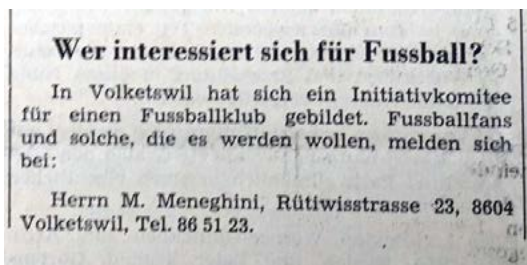 Wer interessiert sich für Fussball?
In Volketswil hat sich ein Initiativkomitee
für einen Fussballklub gebildet. Fussballfans
und solche, die es werden wollen, melden sich
bei:
Herrn M. Meneghini, Rütiwisstrasse 23, 8604
Volketswil, Tel. 86 51 23.